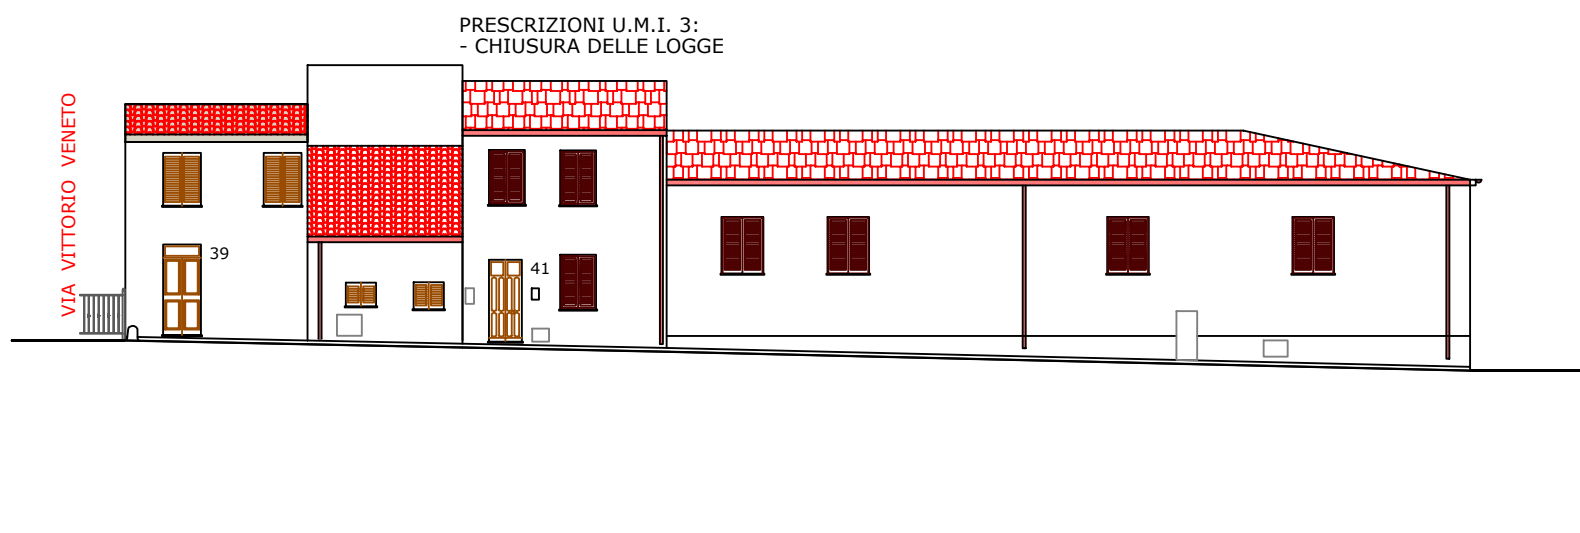 PRESCRIZIONI U.M.I. 3:
- CHIUSURA DELLE LOGGE
VIA VITTORIO VENETO
39
41